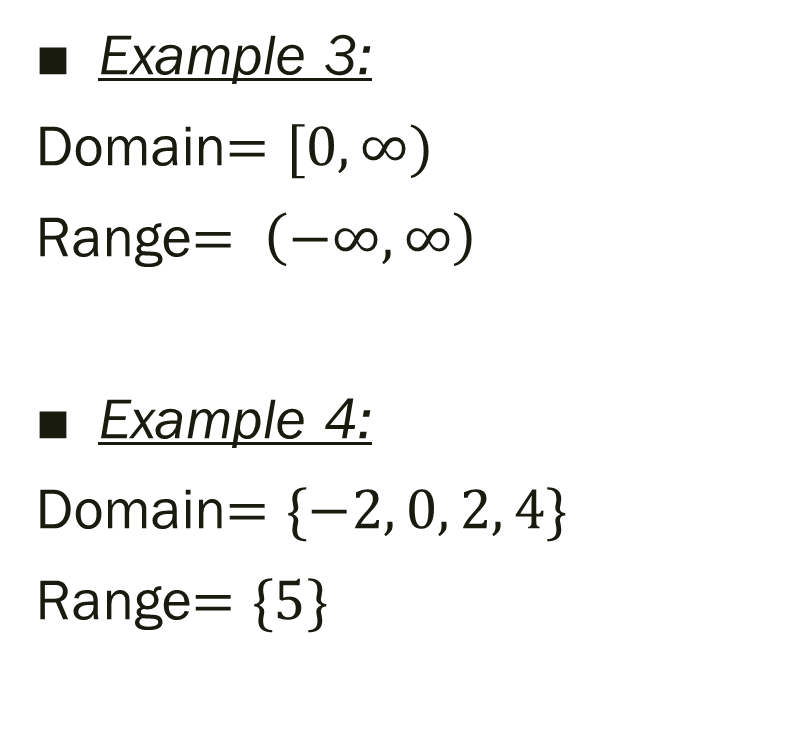 ■ Example 3:
Domain= [0, ∞)
Range= (−∞, ∞)
■ Example 4:
Domain= {−2, 0, 2, 4}
Range= {5}